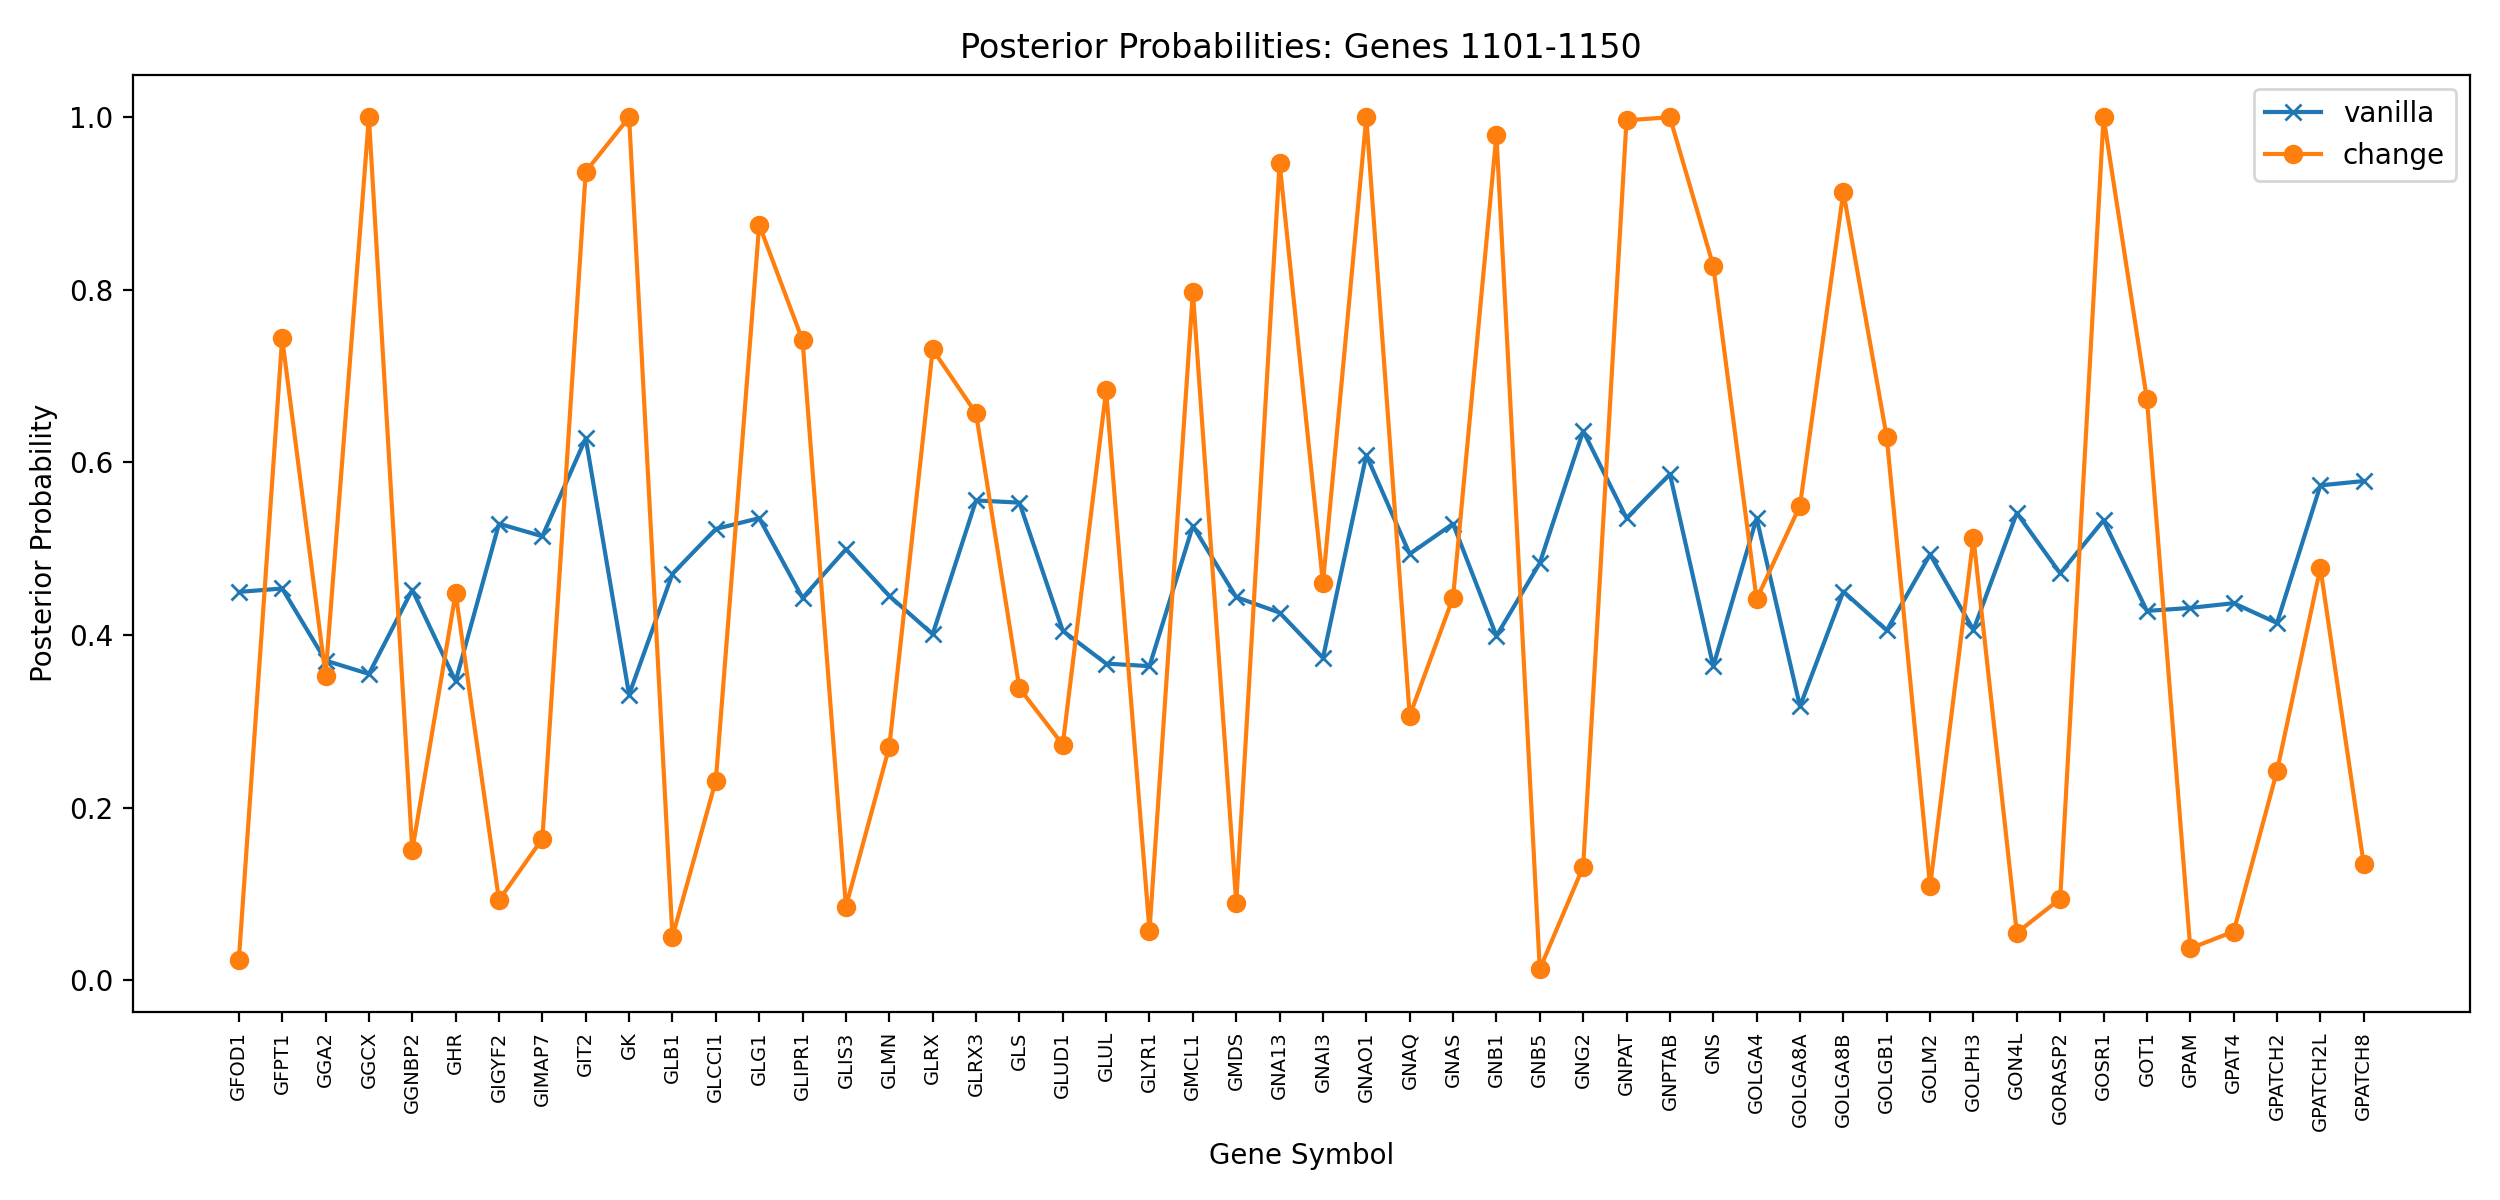 Posterior Probabilities: Genes 1101-1150
vanilla
change
Posterior Probability
1.0
0.8
0.6
0.4
0.2
0.0
GFOD1
GFPT1
GGA2
GGCX
GGNBP2
GHR
GIGYF2
GIMAP7
GIT2
GK
GLB1
GLCCI1
GLG1
GLIPR1
GLIS3
GLMN
GLRX
GLRX3
GLS
GLUD1
GLUL
GLYR1
GMCL1
GMDS
GNA13
GNAI3
GNAO1
GNAQ
GNAS
GNB1
GNB5
GNG2
GNPAT
GNPTAB
GNS
GOLGA4
GOLGA8A
GOLGA8B
GOLGB1
GOLM2
GOLPH3
GON4L
GORASP2
GOSR1
GOT1
GPAM
GPAT4
GPATCH2
GPATCH2L
GPATCH8
Gene Symbol